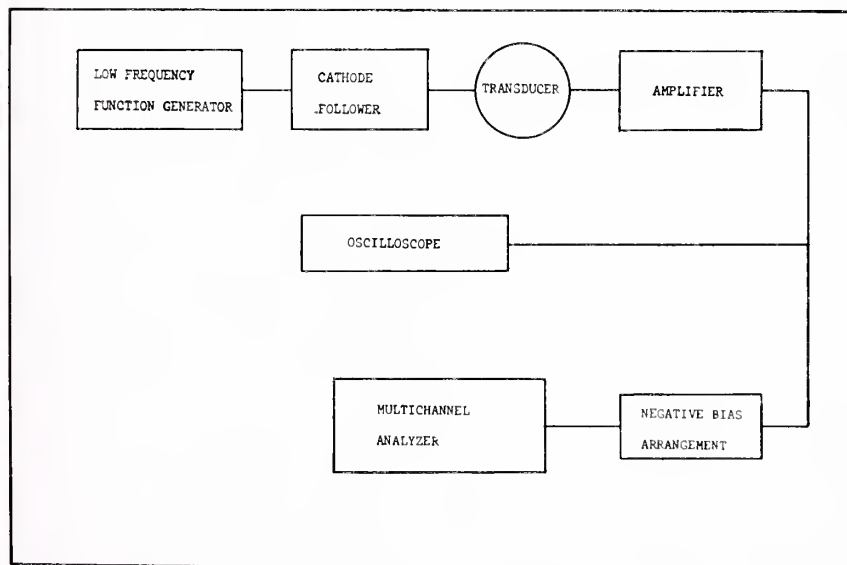 LOW FREQUENCY
FUNCTION GENERATOR
CATHODE
FOLLOWER
TRANSDUCER
AMPLIFIER
OSCILLOSCOPE
MULTICHANNEL
ANALYZER
NEGATIVE BIAS
ARRANGEMENT